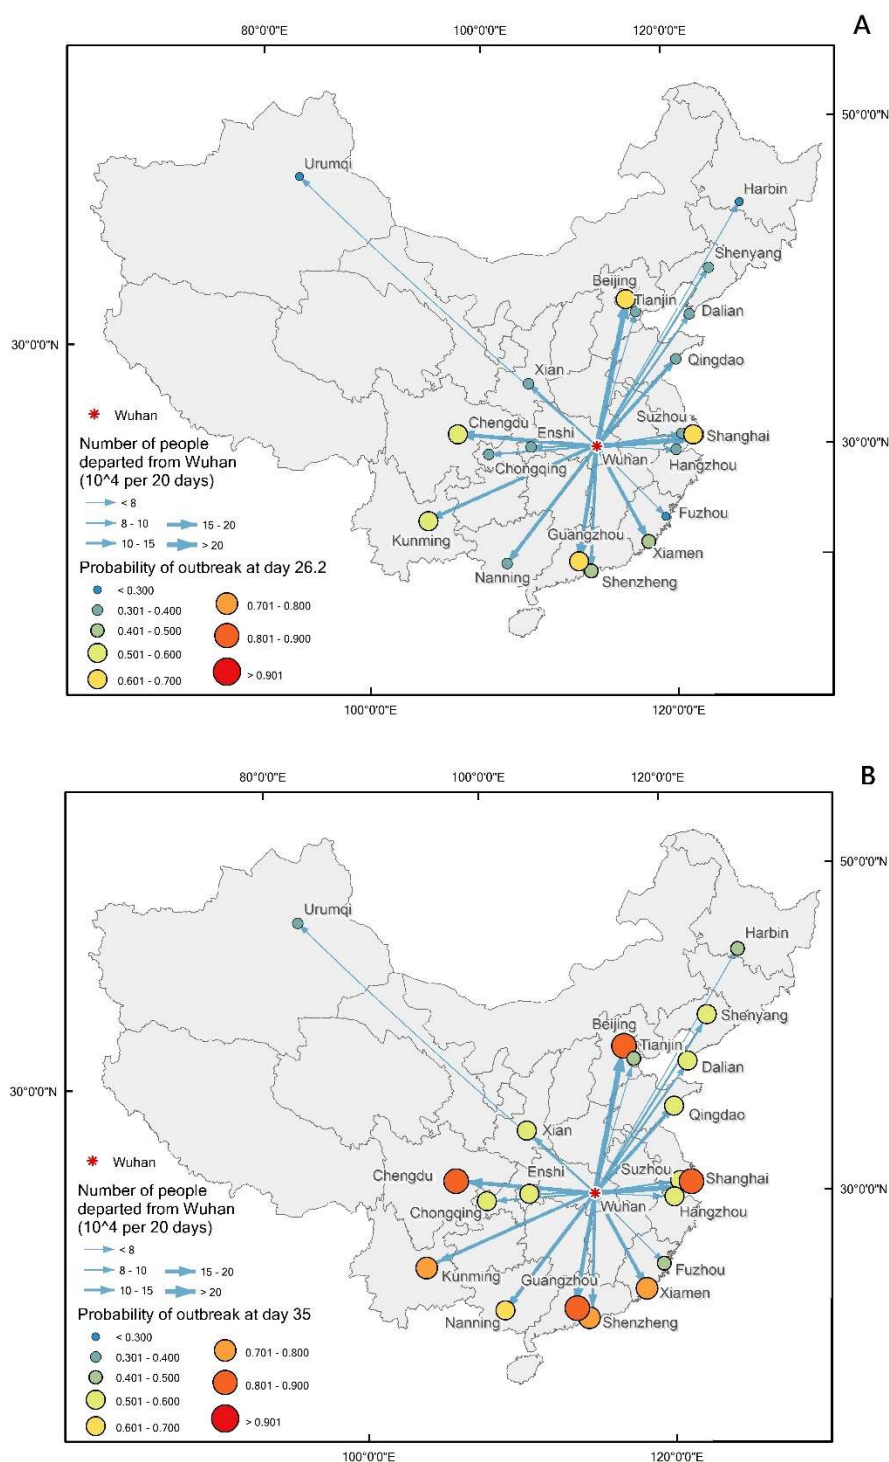 A
80°0'0"E 100°0'0"E 120°0'0"E
50°0'0"N
Urumqi
Harbin
Shenyang
Beijing
Tianjin
Dalian
30°0'0"N
Qingdao
Xian
Suzhou
Chengdu
Enshi
Shanghai
30°0'0"N
Wuhan
Hangzhou
Chongqing
Fuzhou
Guangzhou
Xiamen
Kunming
Nanning
Shenzheng
Wuhan
Number of people
departed from Wuhan
(10^4 per 20 days)
< 8
8 - 10 15 - 20
10 - 15 > 20
Probability of outbreak at day 26.2
< 0.300 0.701 - 0.800
0.301 - 0.400
0.401 - 0.500 0.801 - 0.900
0.501 - 0.600
0.601 - 0.700 > 0.901
100°0'0"E 120°0'0"E
B
80°0'0"E 100°0'0"E 120°0'0"E
50°0'0"N
Urumqi
Harbin
Shenyang
Beijing
Tianjin
Dalian
30°0'0"N
Qingdao
Xian
Suzhou
Chengdu
Enshi
Shanghai
30°0'0"N
Wuhan
Hangzhou
Chongqing
Fuzhou
Kunming
Guangzhou
Xiamen
Nanning
Shenzheng
Wuhan
Number of people
departed from Wuhan
(10^4 per 20 days)
< 8
8 - 10 15 - 20
10 - 15 > 20
Probability of outbreak at day 35
< 0.300 0.701 - 0.800
0.301 - 0.400
0.401 - 0.500 0.801 - 0.900
0.501 - 0.600
0.601 - 0.700 > 0.901
100°0'0"E 120°0'0"E